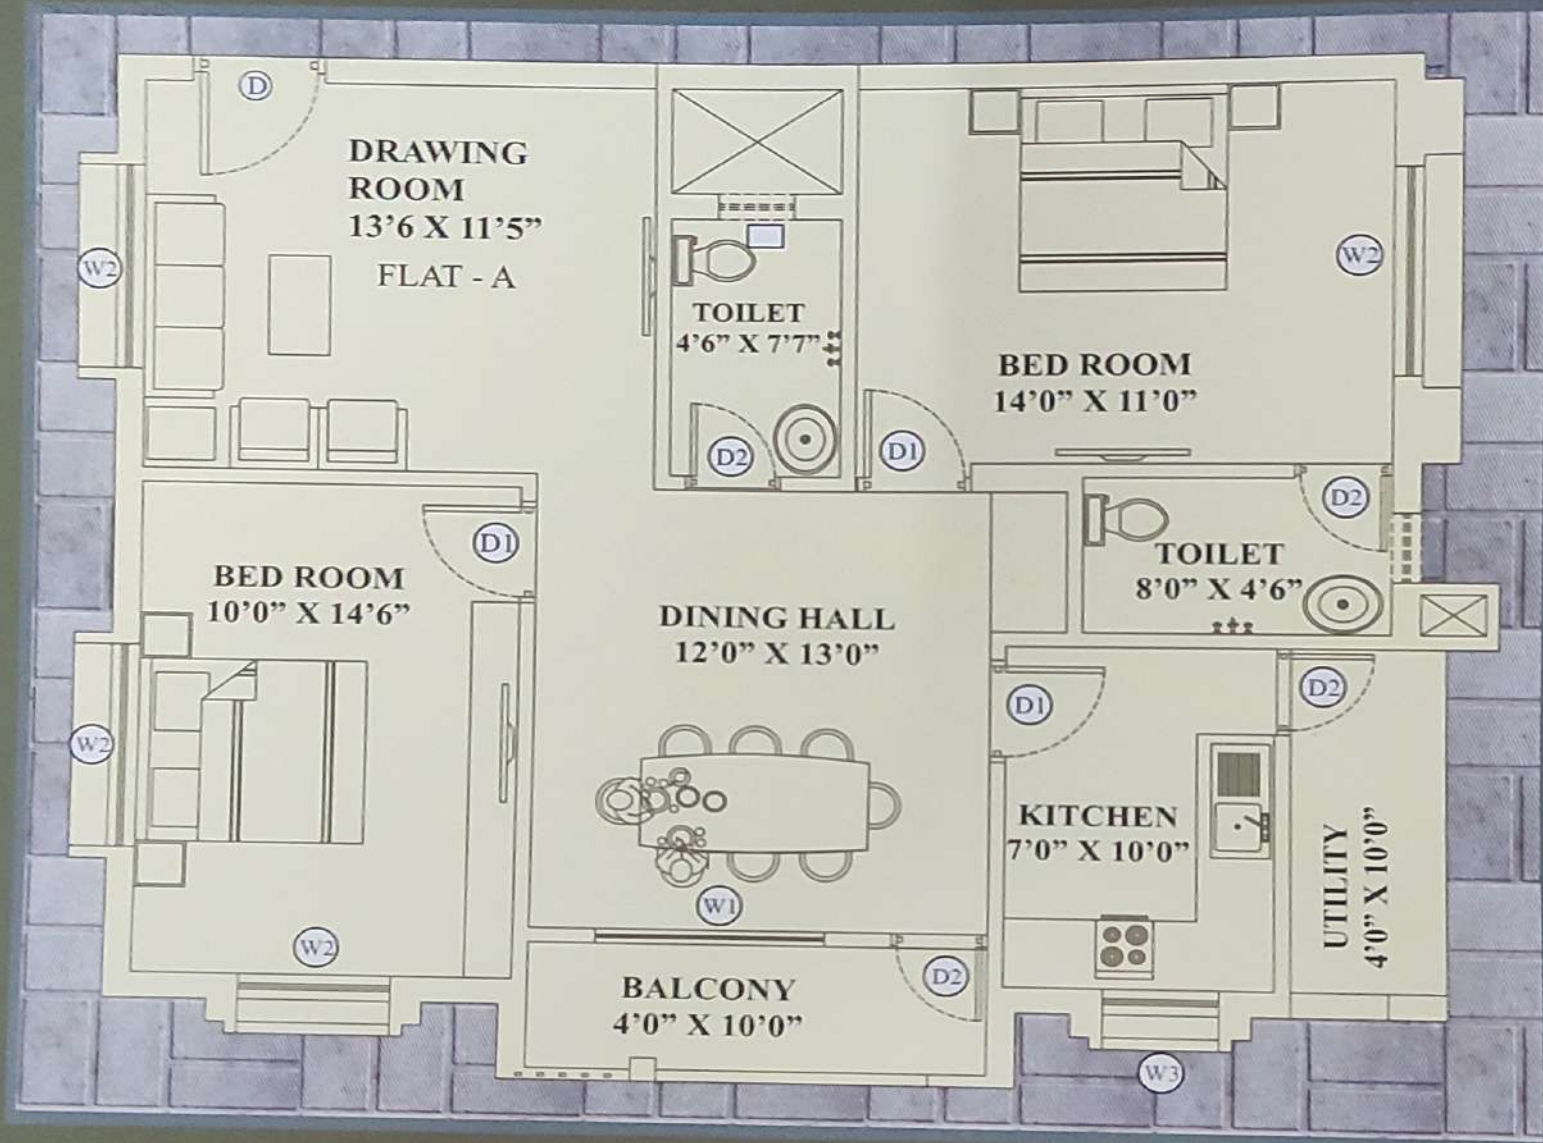 D
DRAWING
ROOM
13’6 X 11’5”
FLAT - A
W2
TOILET
4’6” X 7’7”
D2
BED ROOM
14’0” X 11’0”
W2
D1
D2
TOILET
8’0” X 4’6”
D1
BED ROOM
10’0” X 14’6”
W2
W2
DINING HALL
12’0” X 13’0”
W1
D1
KITCHEN
7’0” X 10’0”
D2
UTILITY
4’0” X 10’0”
BALCONY
4’0” X 10’0”
D2
W3